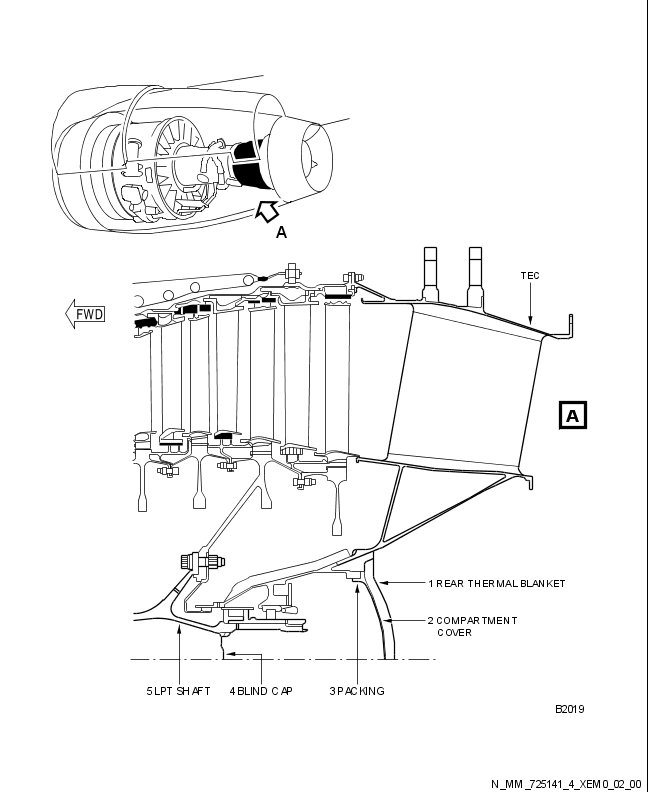 A
TEC
FWD
A
1 REAR THERMAL BLANKET
2 COMPARTMENT
COVER
5 LPT SHAFT
4 BLIND CAP
3 PACKING
B2019
N_MM_725141_4_XEM0_02_00